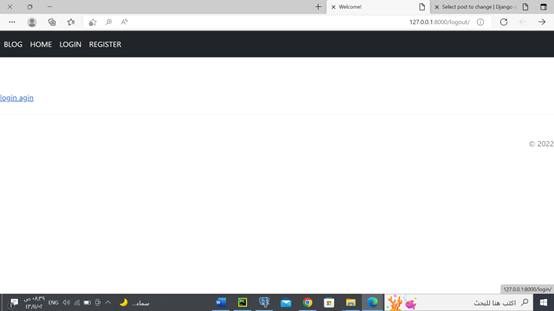 Welcome!
Select post to change | Django s
127.0.0.1:8000/logout/
BLOG HOME LOGIN REGISTER
login agin
© 2022
127.0.0.1:8000/login/
ENG
سماء...
اكتب هنا للبحث